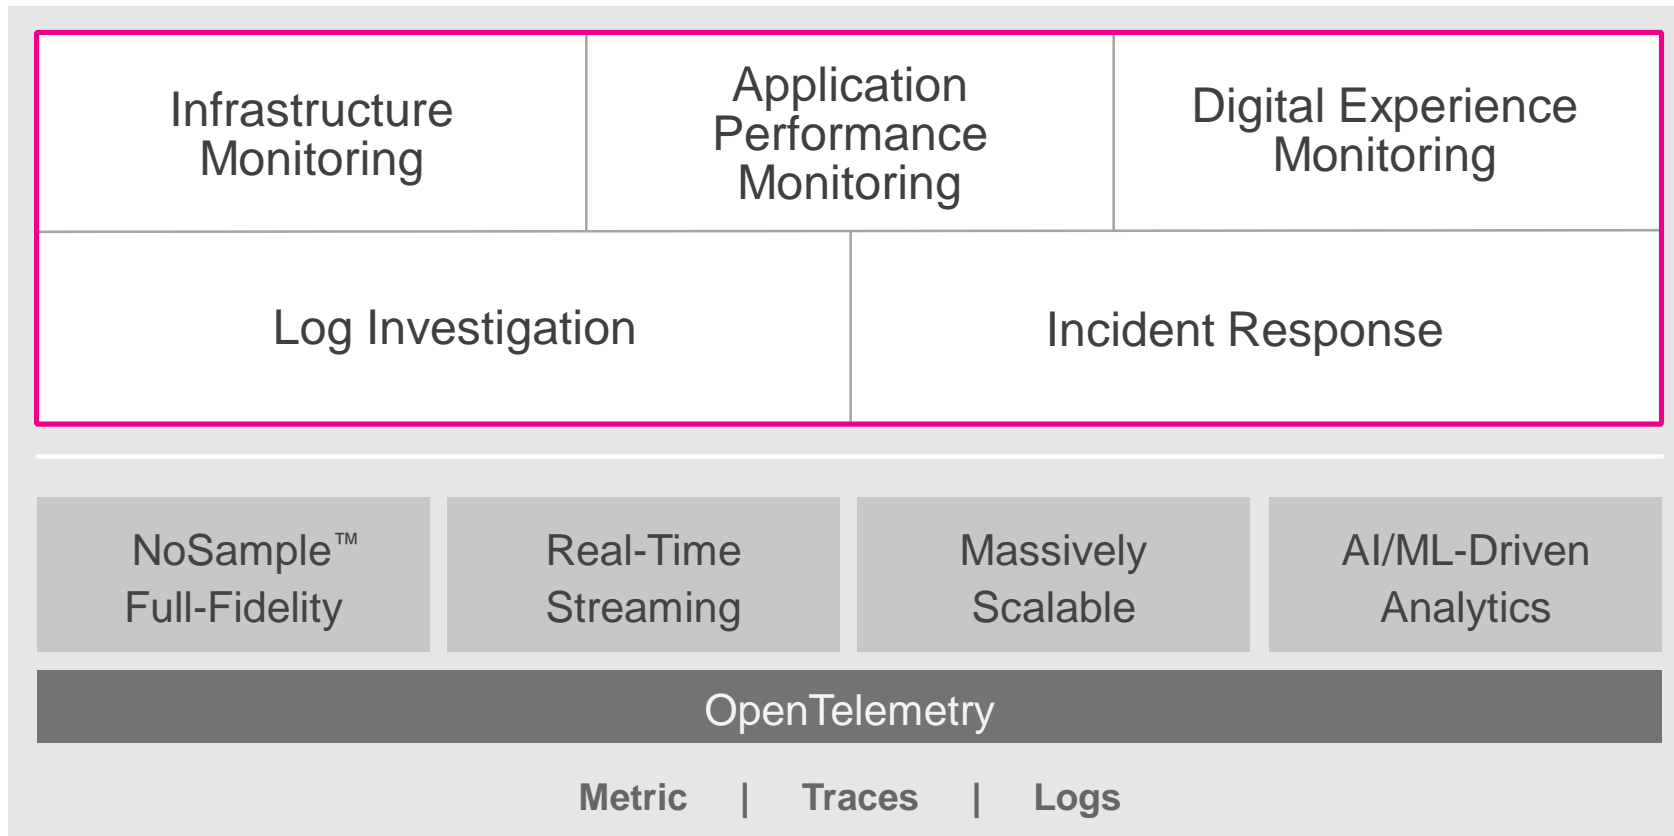 Infrastructure
Monitoring
Application
Performance
Monitoring
Digital Experience
Monitoring
Log Investigation
Incident Response
NoSample™
Full-Fidelity
Real-Time
Streaming
Massively
Scalable
AI/ML-Driven
Analytics
OpenTelemetry
Metric | Traces | Logs